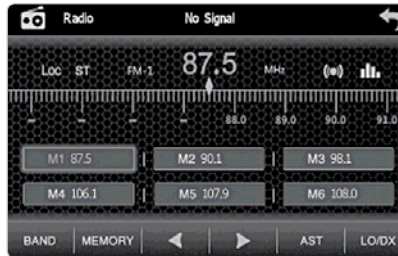 Radio No Signal
Loc ST FM-1 87.5 MHz
88.0 89.0 90.0 91.0
M1 87.5 M2 90.1 M3 98.1
M4 106.1 M5 107.9 M6 108.0
BAND MEMORY AST LO/DX